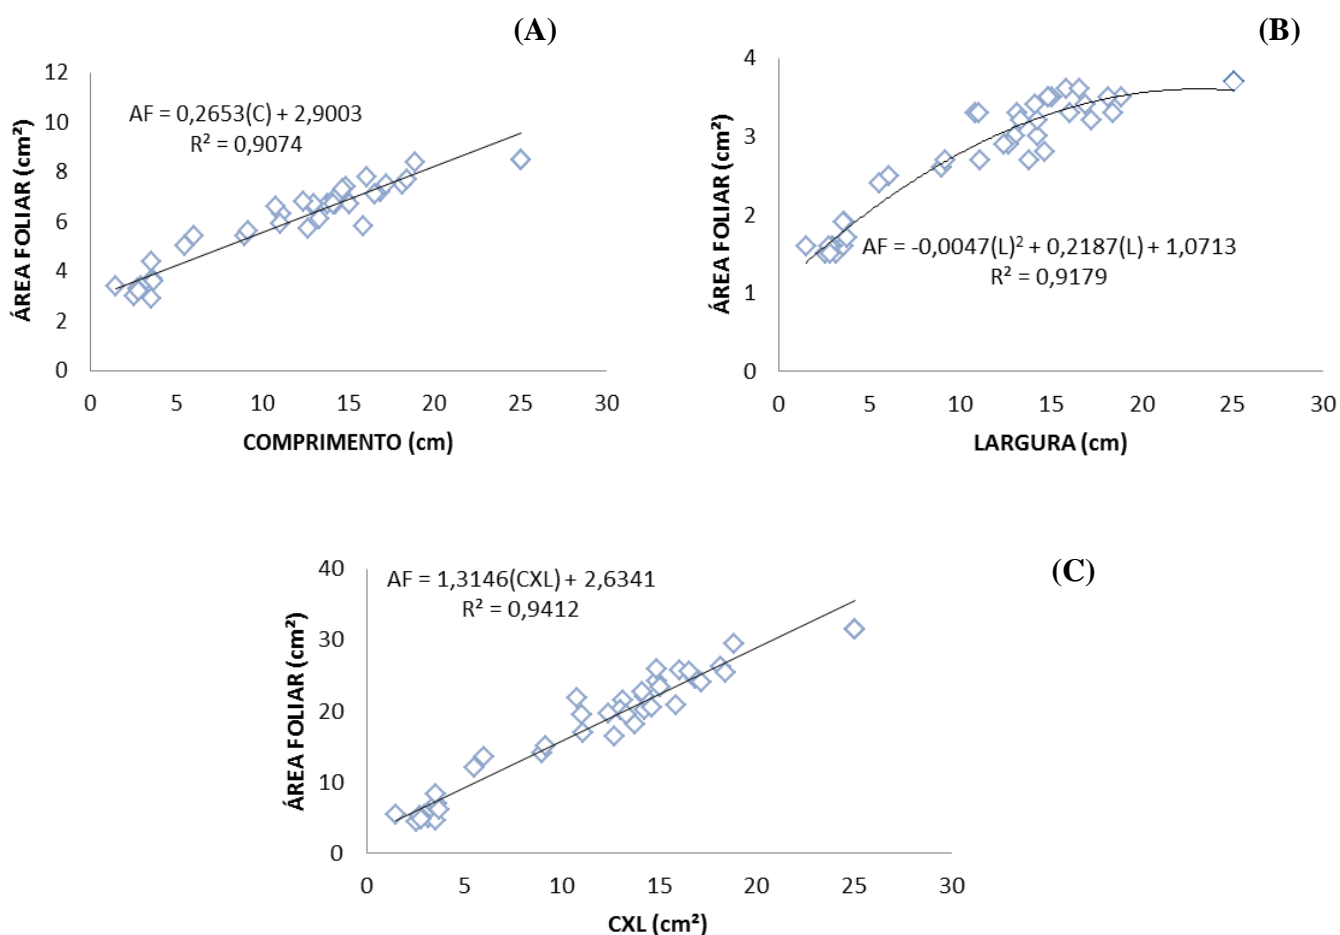 (A)
ÁREA FOLIAR (cm²)
12
10
8
6
4
2
0
AF = 0,2653(C) + 2,9003
R² = 0,9074
0 5 10 15 20 25 30
COMPRIMENTO (cm)
(B)
ÁREA FOLIAR (cm²)
4
3
2
1
0
AF = -0,0047(L)² + 0,2187(L) + 1,0713
R² = 0,9179
0 5 10 15 20 25 30
LARGURA (cm)
(C)
ÁREA FOLIAR (cm²)
40
30
20
10
0
AF = 1,3146(CXL) + 2,6341
R² = 0,9412
0 5 10 15 20 25 30
CXL (cm²)